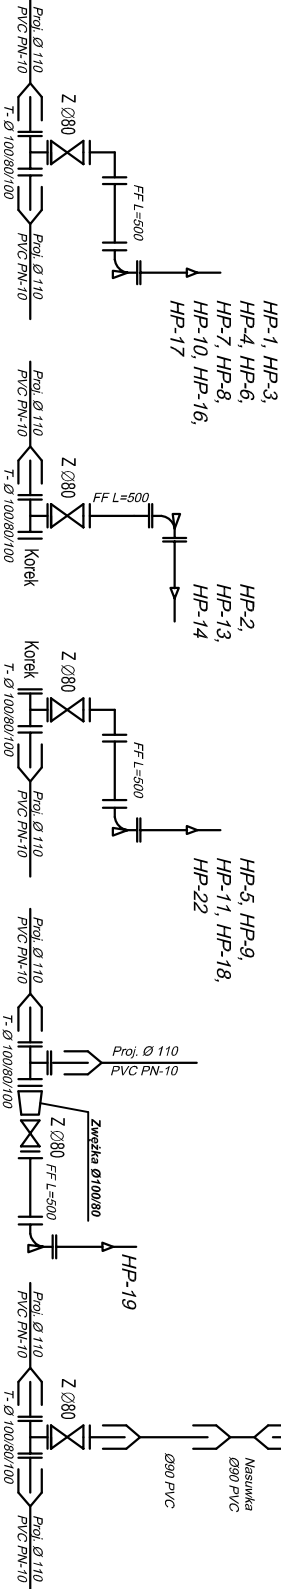 Proj. Ø 110
PVC PN-10
T- Ø 100/80/100
Proj. Ø 110
PVC PN-10
Z Ø80
FF L=500
HP-1, HP-3,
HP-4, HP-6,
HP-7, HP-8,
HP-10, HP-16,
HP-17
Proj. Ø 110
PVC PN-10
T- Ø 100/80/100
Korek
Z Ø80
FF L=500
HP-2,
HP-13,
HP-14
Korek
T- Ø 100/80/100
Proj. Ø 110
PVC PN-10
Z Ø80
FF L=500
HP-5, HP-9,
HP-11, HP-18,
HP-22
Proj. Ø 110
PVC PN-10
T- Ø 100/80/100
Proj. Ø 110
PVC PN-10
Zwężka Ø100/80
Z Ø80
FF L=500
HP-19
Proj. Ø 110
PVC PN-10
T- Ø 100/80/100
Proj. Ø 110
PVC PN-10
Z Ø80
Ø90 PVC
Nasuwka
Ø90 PVC